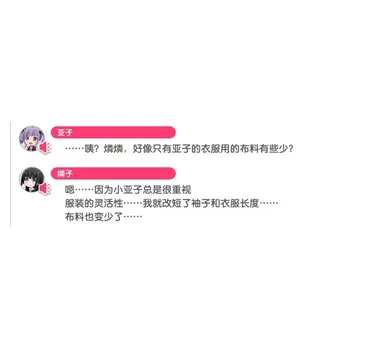 亚子
……咦？燐燐，好像只有亚子的衣服用的布料有些少？
燐子
嗯……因为小亚子总是很重视
服装的灵活性……我就改短了袖子和衣服长度……
布料也变少了……